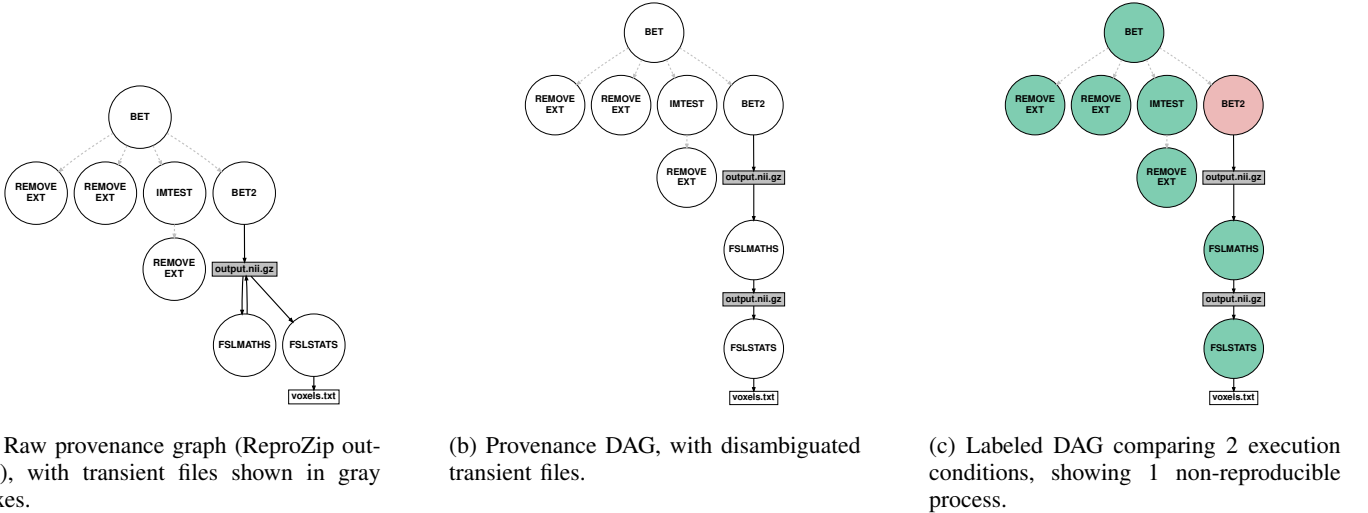 BET
REMOVE
EXT
REMOVE
EXT
IMTEST
BET2
REMOVE
EXT
output.nii.gz
FSLMATHS
FSLSTATS
voxels.txt
Raw provenance graph (ReproZip out-
), with transient files shown in gray
xes.
BET
REMOVE
EXT
REMOVE
EXT
IMTEST
BET2
REMOVE
EXT
output.nii.gz
FSLMATHS
output.nii.gz
FSLSTATS
voxels.txt
(b) Provenance DAG, with disambiguated
transient files.
BET
REMOVE
EXT
REMOVE
EXT
IMTEST
BET2
REMOVE
EXT
output.nii.gz
FSLMATHS
output.nii.gz
FSLSTATS
voxels.txt
(c) Labeled DAG comparing 2 execution
conditions, showing 1 non-reproducible
process.